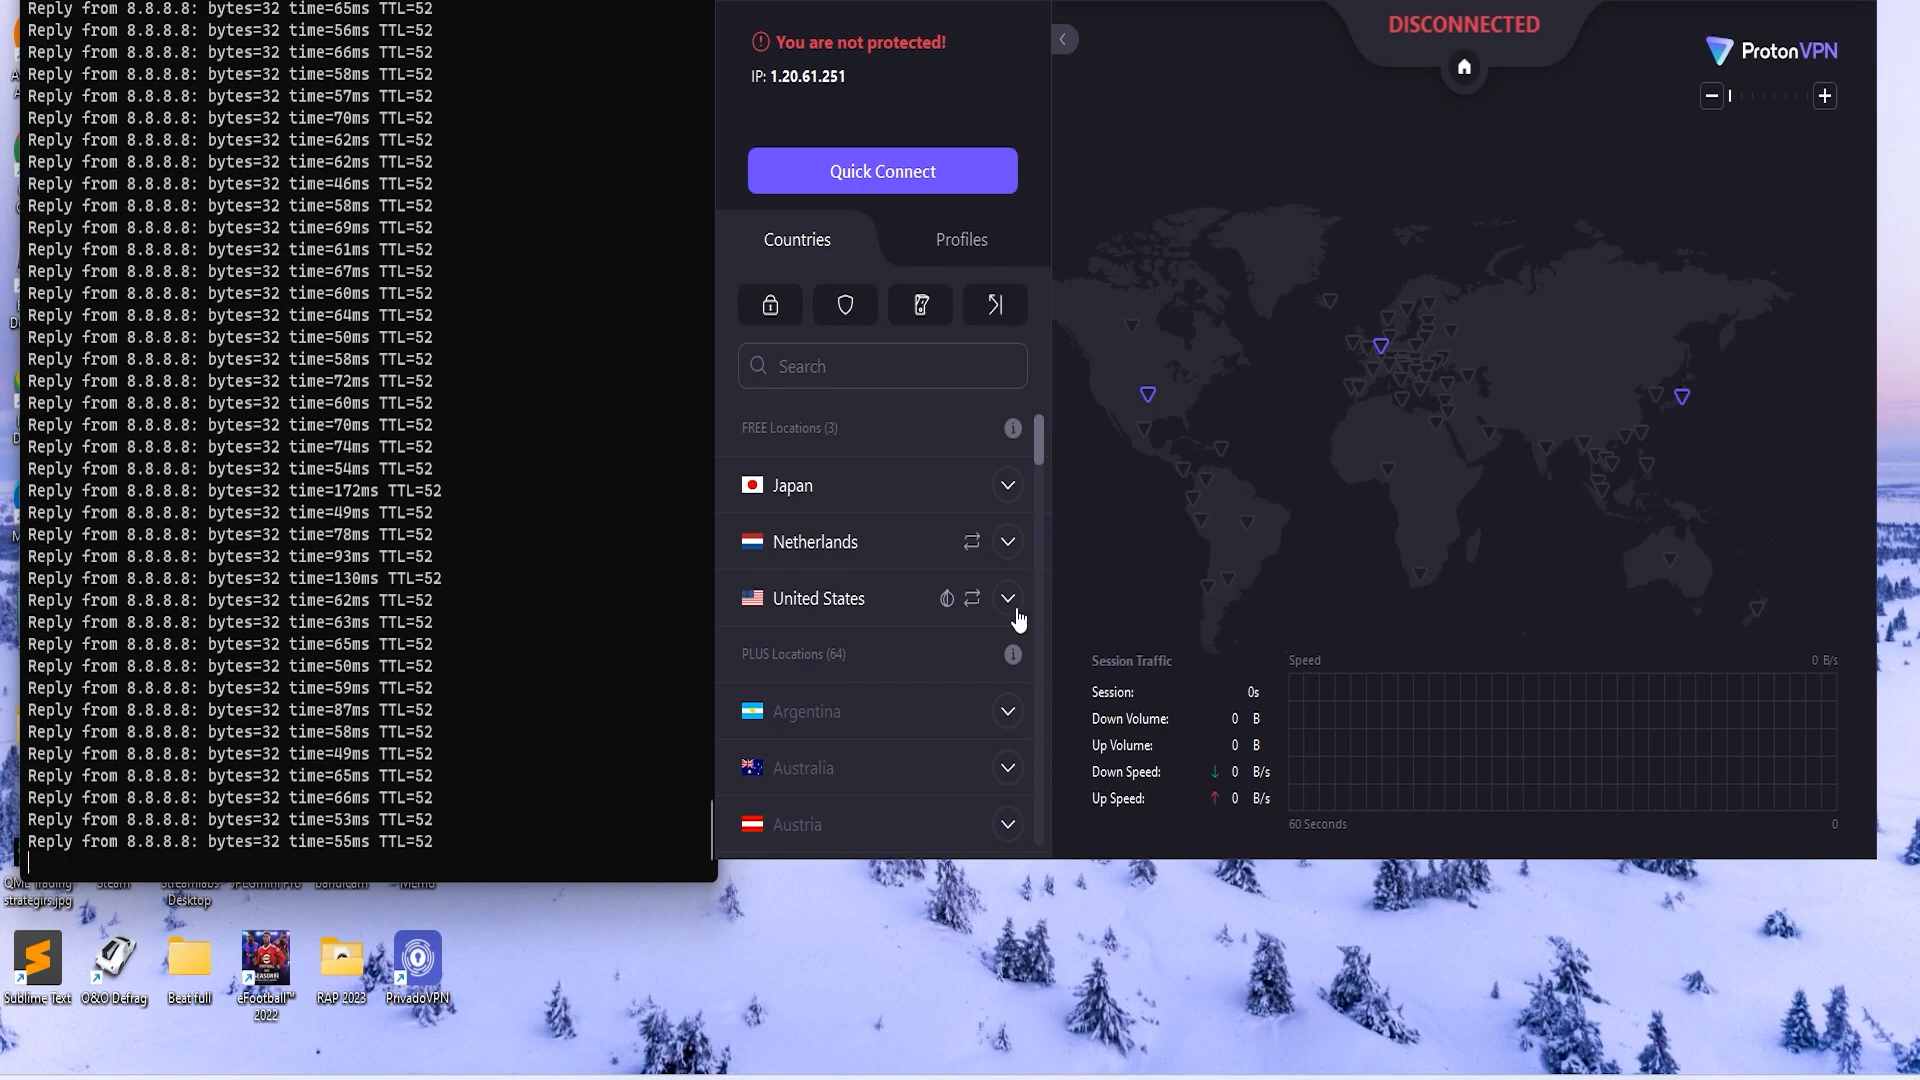 Reply from 8.8.8.8: bytes=32 time=65ms TTL=52
Reply from 8.8.8.8: bytes=32 time=56ms TTL=52
Reply from 8.8.8.8: bytes=32 time=66ms TTL=52
Reply from 8.8.8.8: bytes=32 time=58ms TTL=52
Reply from 8.8.8.8: bytes=32 time=57ms TTL=52
Reply from 8.8.8.8: bytes=32 time=70ms TTL=52
Reply from 8.8.8.8: bytes=32 time=62ms TTL=52
Reply from 8.8.8.8: bytes=32 time=62ms TTL=52
Reply from 8.8.8.8: bytes=32 time=46ms TTL=52
Reply from 8.8.8.8: bytes=32 time=58ms TTL=52
Reply from 8.8.8.8: bytes=32 time=69ms TTL=52
Reply from 8.8.8.8: bytes=32 time=61ms TTL=52
Reply from 8.8.8.8: bytes=32 time=67ms TTL=52
Reply from 8.8.8.8: bytes=32 time=60ms TTL=52
Reply from 8.8.8.8: bytes=32 time=64ms TTL=52
Reply from 8.8.8.8: bytes=32 time=50ms TTL=52
Reply from 8.8.8.8: bytes=32 time=58ms TTL=52
Reply from 8.8.8.8: bytes=32 time=72ms TTL=52
Reply from 8.8.8.8: bytes=32 time=60ms TTL=52
Reply from 8.8.8.8: bytes=32 time=70ms TTL=52
Reply from 8.8.8.8: bytes=32 time=74ms TTL=52
Reply from 8.8.8.8: bytes=32 time=54ms TTL=52
Reply from 8.8.8.8: bytes=32 time=172ms TTL=52
Reply from 8.8.8.8: bytes=32 time=49ms TTL=52
Reply from 8.8.8.8: bytes=32 time=78ms TTL=52
Reply from 8.8.8.8: bytes=32 time=93ms TTL=52
Reply from 8.8.8.8: bytes=32 time=130ms TTL=52
Reply from 8.8.8.8: bytes=32 time=62ms TTL=52
Reply from 8.8.8.8: bytes=32 time=63ms TTL=52
Reply from 8.8.8.8: bytes=32 time=65ms TTL=52
Reply from 8.8.8.8: bytes=32 time=50ms TTL=52
Reply from 8.8.8.8: bytes=32 time=59ms TTL=52
Reply from 8.8.8.8: bytes=32 time=87ms TTL=52
Reply from 8.8.8.8: bytes=32 time=58ms TTL=52
Reply from 8.8.8.8: bytes=32 time=49ms TTL=52
Reply from 8.8.8.8: bytes=32 time=65ms TTL=52
Reply from 8.8.8.8: bytes=32 time=66ms TTL=52
Reply from 8.8.8.8: bytes=32 time=53ms TTL=52
Reply from 8.8.8.8: bytes=32 time=55ms TTL=52
You are not protected!
IP: 1.20.61.251
Quick Connect
Countries Profiles
Search
FREE Locations (3)
Japan
Netherlands
United States
PLUS Locations (64)
Argentina
Australia
Austria
DISCONNECTED
ProtonVPN
Session Traffic
Session: 0s
Down Volume: 0 B
Up Volume: 0 B
Down Speed: 0 B/s
Up Speed: 0 B/s
Speed 0 B/s
60 Seconds 0
QML trading strategirs.jpg
Steam
Streamlabs Desktop
JPEGmini Pro
bandicam
MEmu
Sublime Text
O&O Defrag
Beat full
eFootball™ 2022
RAP 2023
PrivadoVPN